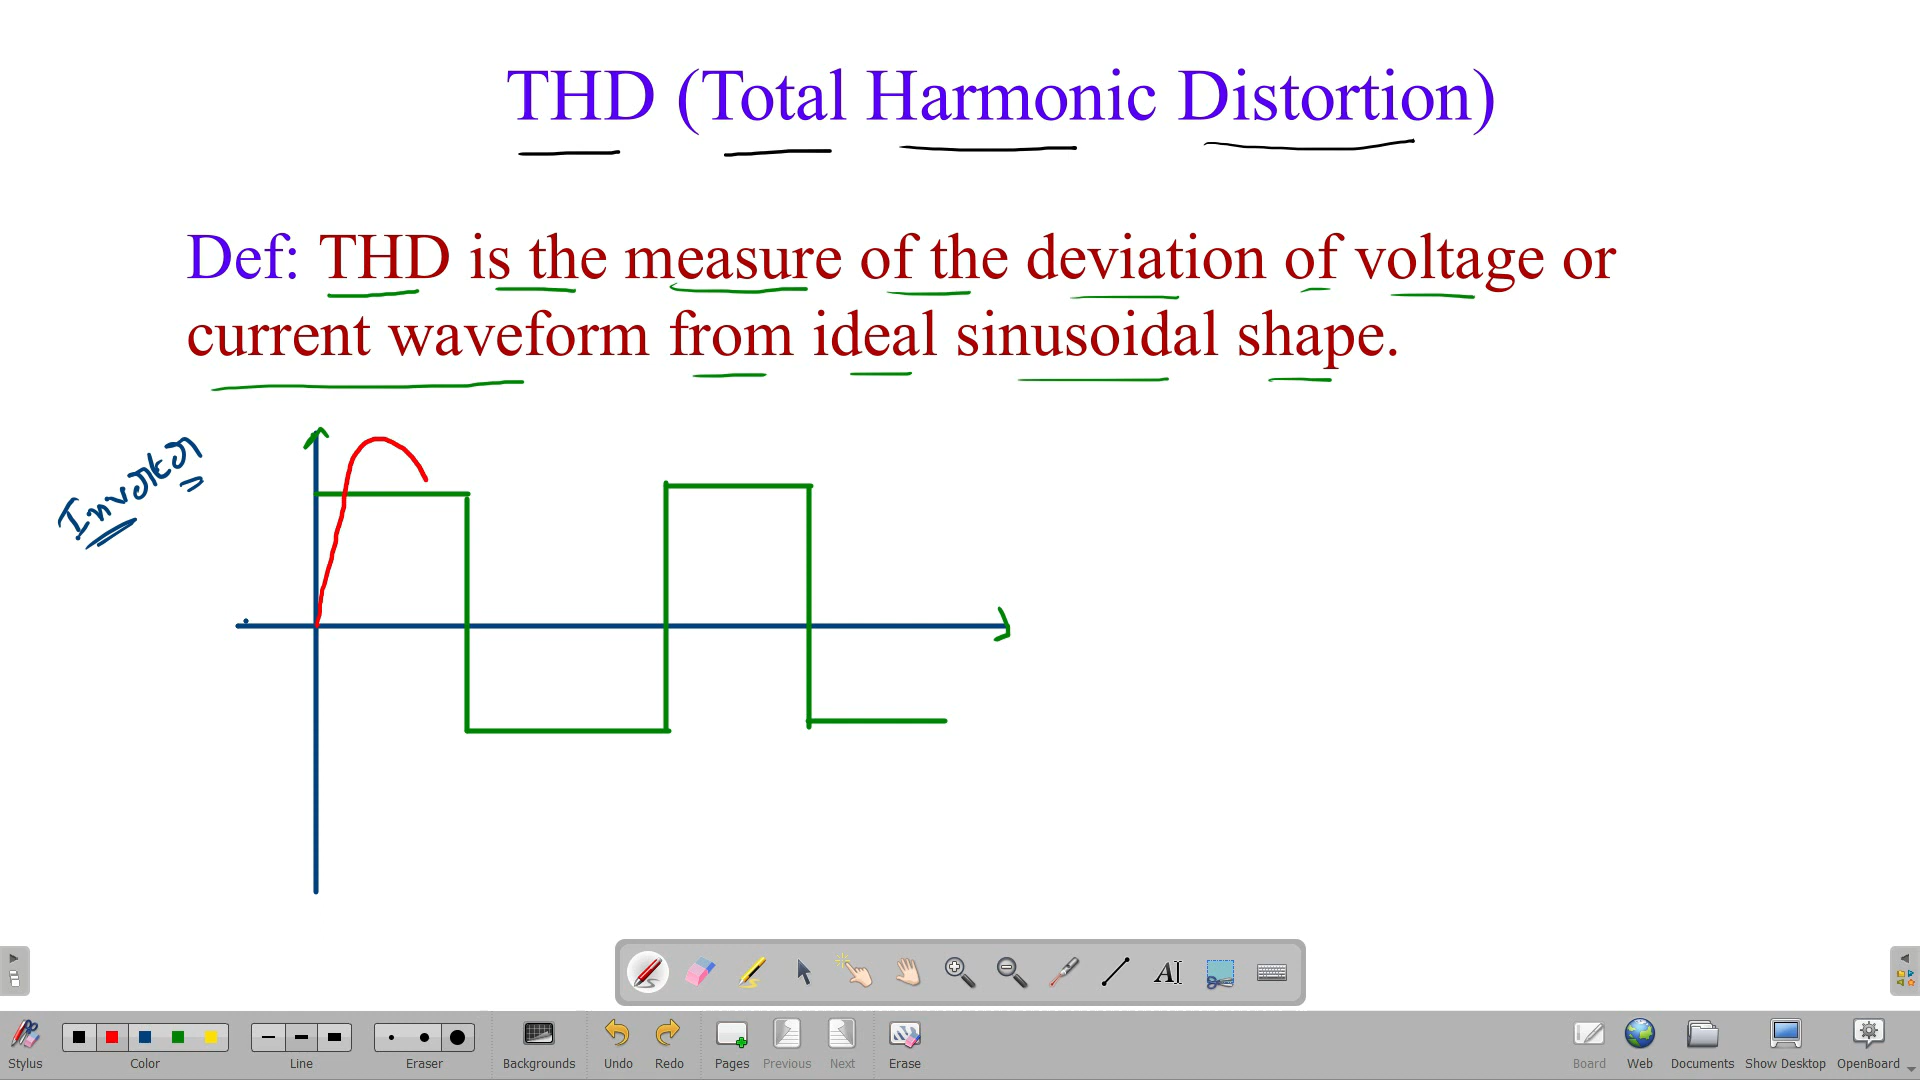 THD (Total Harmonic Distortion)
Def: THD is the measure of the deviation of voltage or
current waveform from ideal sinusoidal shape.
Invertor
AI
Stylus
Color
Line
Eraser
Backgrounds
Undo
Redo
Pages
Previous
Next
Erase
Board
Web
Documents
Show Desktop
OpenBoard